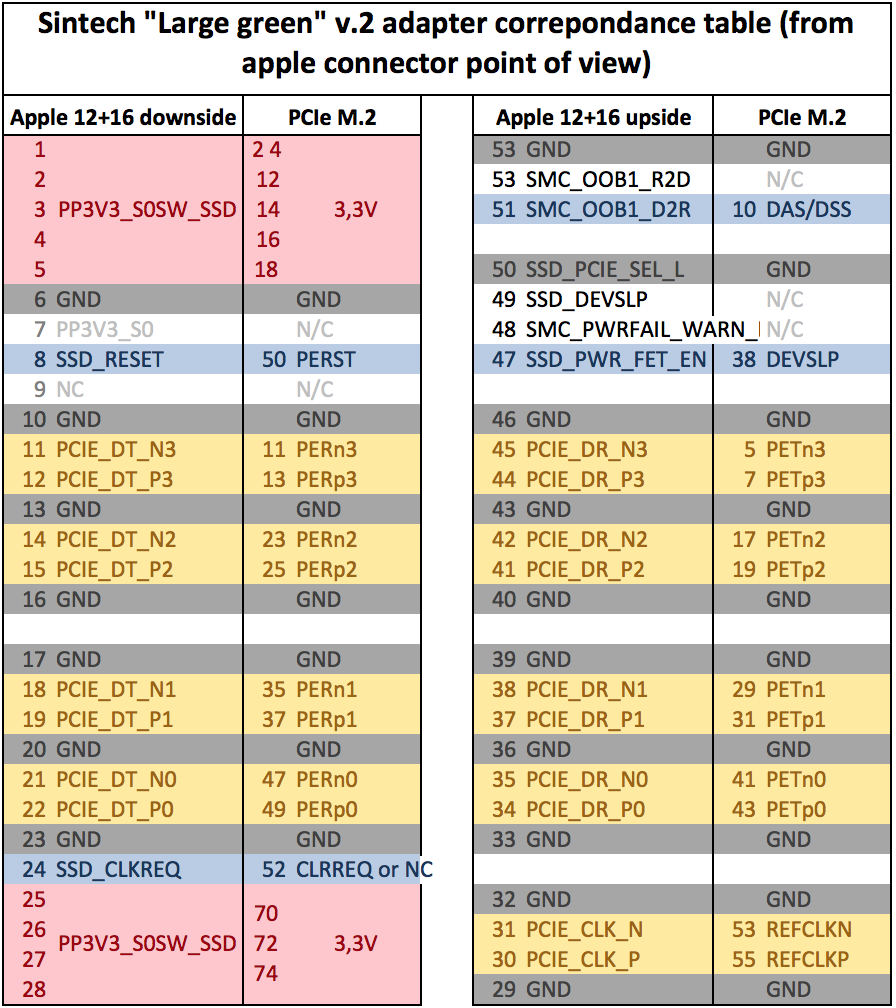 Sintech "Large green" v.2 adapter correpondance table (from
apple connector point of view)
Apple 12+16 downside PCIe M.2 Apple 12+16 upside PCIe M.2
1 2 4 53 GND GND
2 12 53 SMC_OOB1_R2D N/C
3 PP3V3_S0SW_SSD 14 3,3V 51 SMC_OOB1_D2R 10 DAS/DSS
4 16
5 18 50 SSD_PCIE_SEL_L GND
6 GND GND 49 SSD_DEVSLP N/C
7 PP3V3_S0 N/C 48 SMC_PWRFAIL_WARN_ N/C
8 SSD_RESET 50 PERST 47 SSD_PWR_FET_EN 38 DEVSLP
9 NC N/C
10 GND GND 46 GND GND
11 PCIE_DT_N3 11 PERn3 45 PCIE_DR_N3 5 PETn3
12 PCIE_DT_P3 13 PERp3 44 PCIE_DR_P3 7 PETp3
13 GND GND 43 GND GND
14 PCIE_DT_N2 23 PERn2 42 PCIE_DR_N2 17 PETn2
15 PCIE_DT_P2 25 PERp2 41 PCIE_DR_P2 19 PETp2
16 GND GND 40 GND GND
17 GND GND 39 GND GND
18 PCIE_DT_N1 35 PERn1 38 PCIE_DR_N1 29 PETn1
19 PCIE_DT_P1 37 PERp1 37 PCIE_DR_P1 31 PETp1
20 GND GND 36 GND GND
21 PCIE_DT_N0 47 PERn0 35 PCIE_DR_N0 41 PETn0
22 PCIE_DT_P0 49 PERp0 34 PCIE_DR_P0 43 PETp0
23 GND GND 33 GND GND
24 SSD_CLKREQ 52 CLRREQ or NC
25 70 32 GND GND
26 PP3V3_S0SW_SSD 72 3,3V 31 PCIE_CLK_N 53 REFCLKN
27 74 30 PCIE_CLK_P 55 REFCLKP
28 29 GND GND